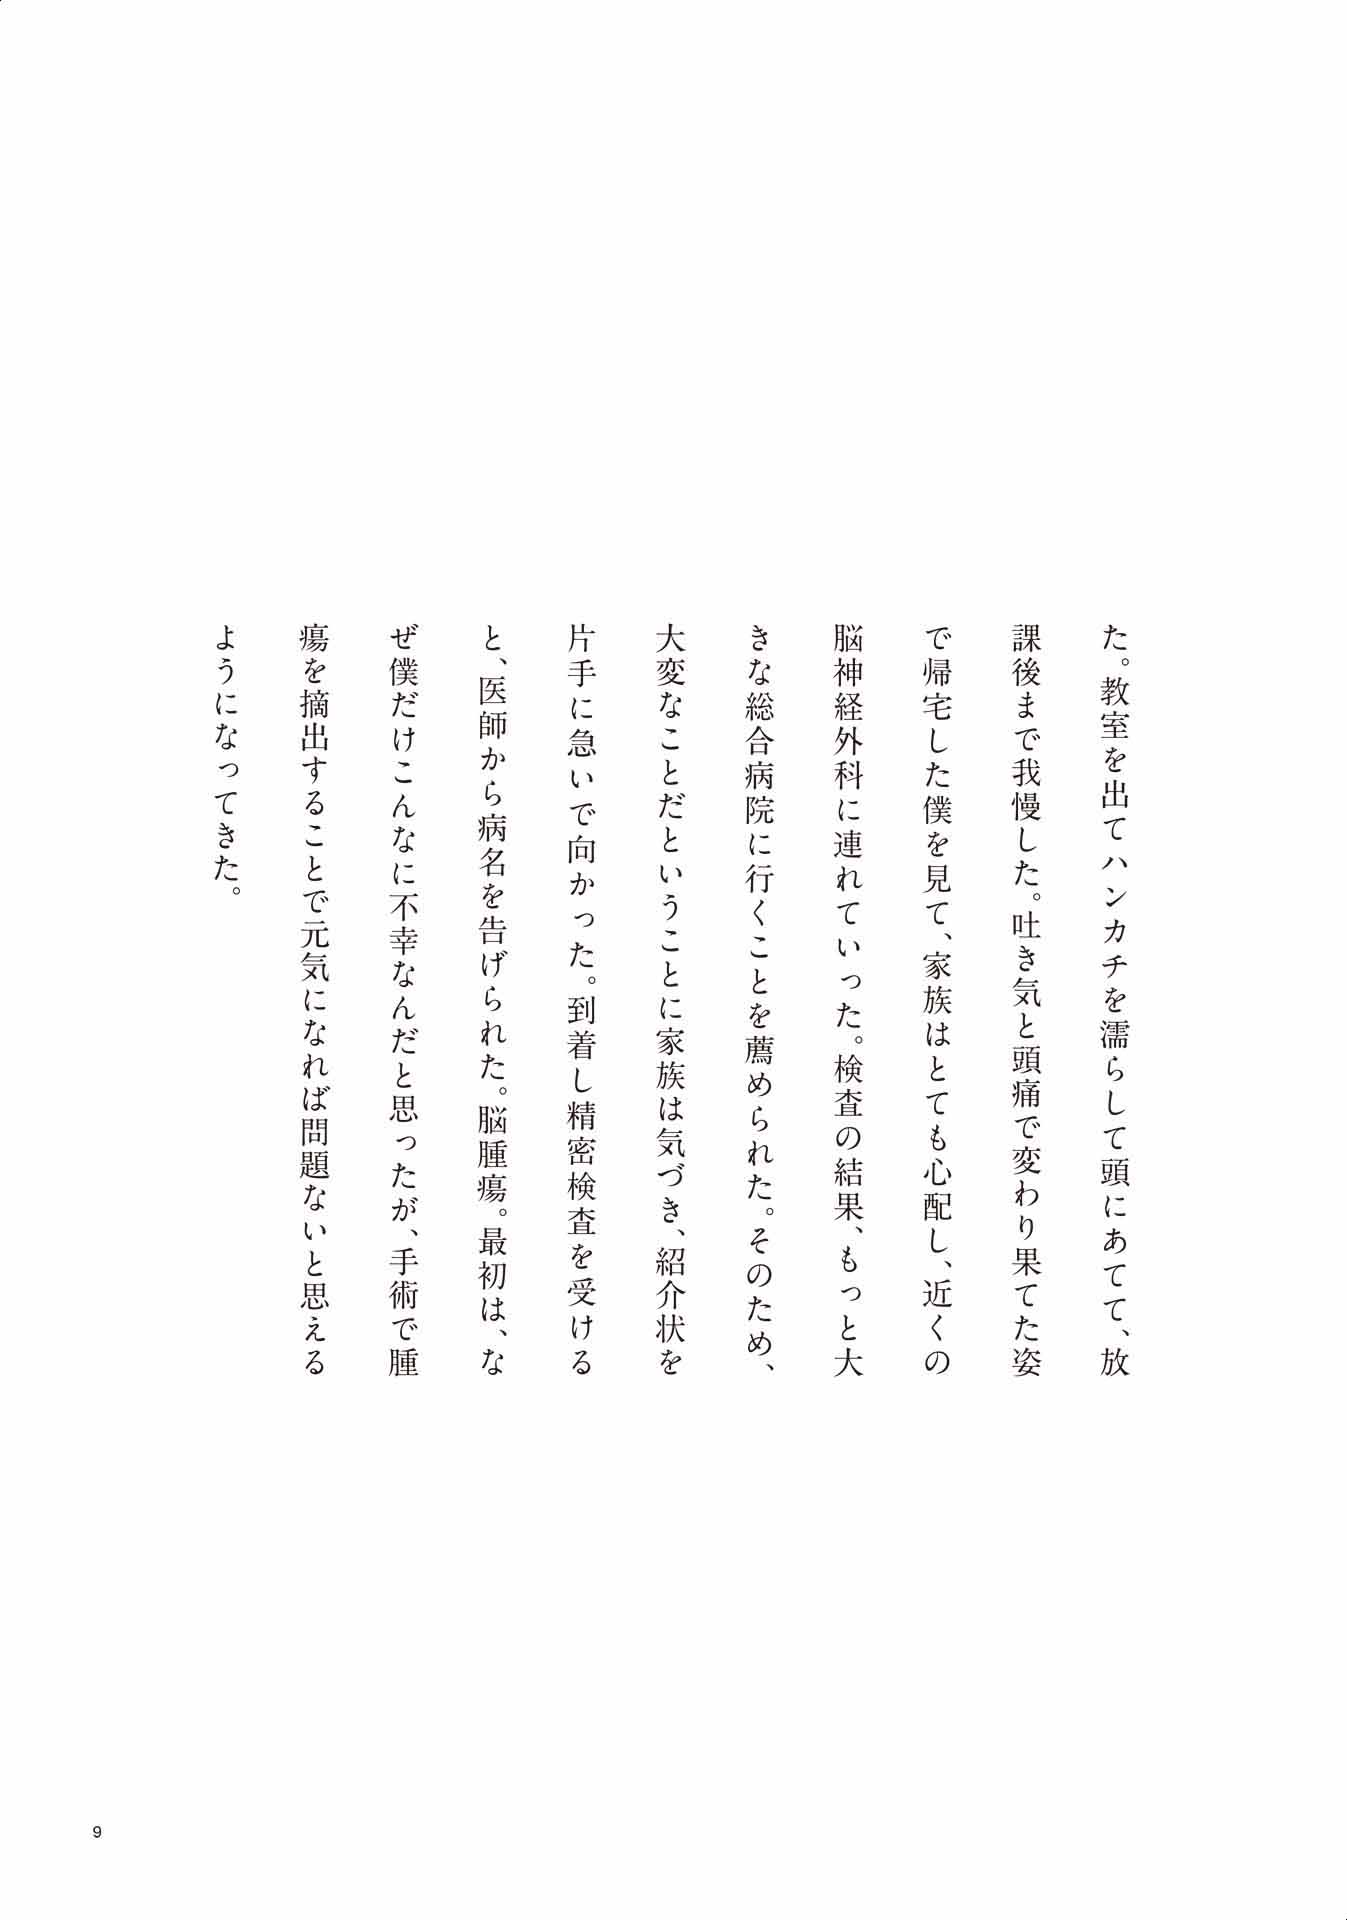 た。教室を出てハンカチを濡らして頭にあてて、放
課後まで我慢した。吐き気と頭痛で変わり果てた姿
で帰宅した僕を見て、家族はとても心配し、近くの
脳神経外科に連れていった。検査の結果、もっと大
きな総合病院に行くことを薦められた。そのため、
大変なことだということに家族は気づき、紹介状を
片手に急いで向かった。到着し精密検査を受ける
と、医師から病名を告げられた。脳腫瘍。最初は、な
ぜ僕だけこんなに不幸なんだと思ったが、手術で腫
瘍を摘出することで元気になれば問題ないと思える
ようになってきた。
9